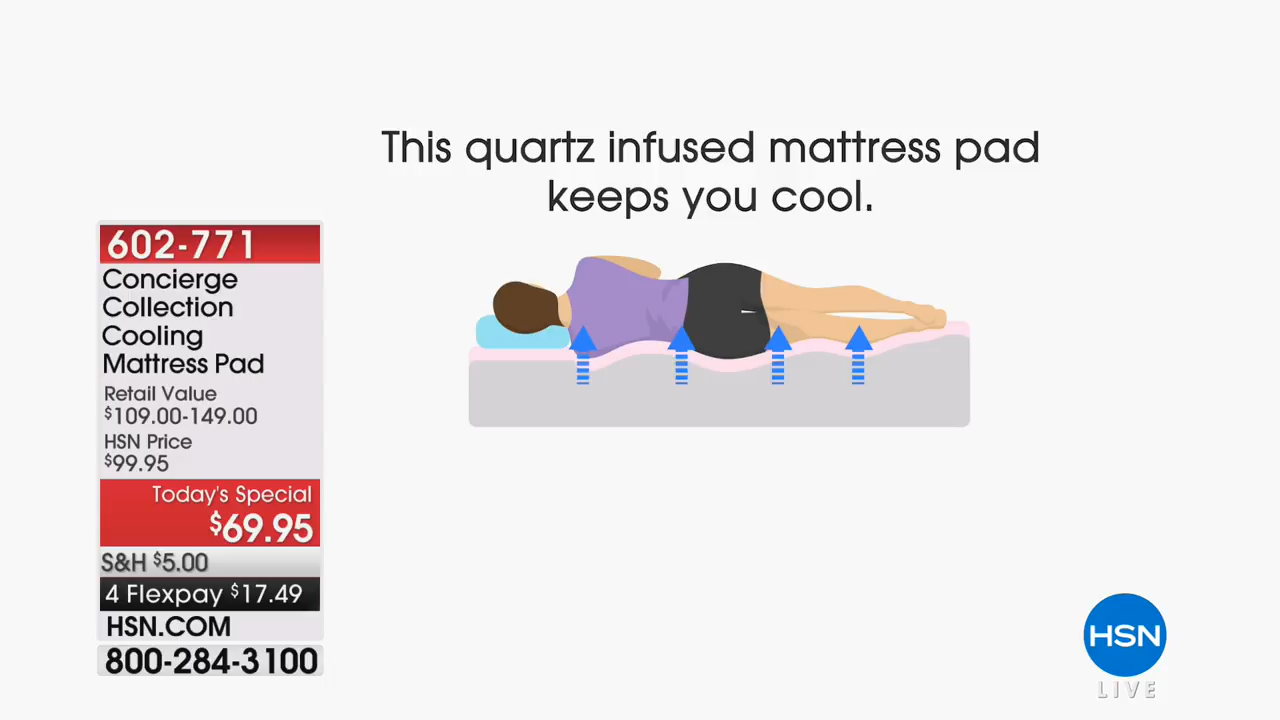 This quartz infused mattress pad
keeps you cool.
602-771
Concierge
Collection
Cooling
Mattress Pad
Retail Value
$109.00-149.00
HSN Price
$99.95
Today's Special
$69.95
S&H $5.00
4 Flexpay $17.49
HSN.COM
800-284-3100
HSN
LIVE